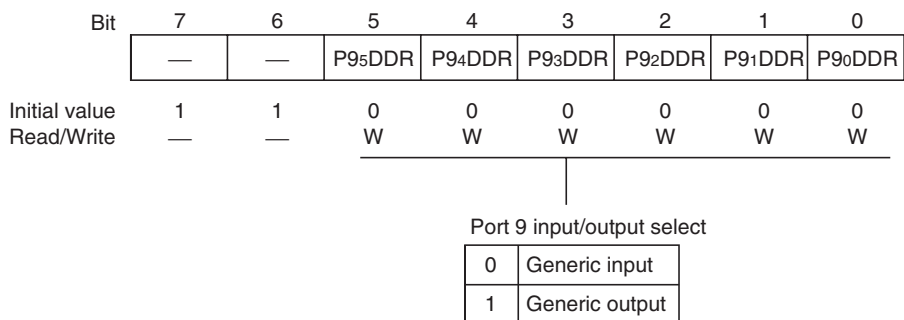 Bit 7 6 5 4 3 2 1 0
— — P95DDR P94DDR P93DDR P92DDR P91DDR P90DDR
Initial value 1 1 0 0 0 0 0 0
Read/Write — — W W W W W W
Port 9 input/output select
0 Generic input
1 Generic output